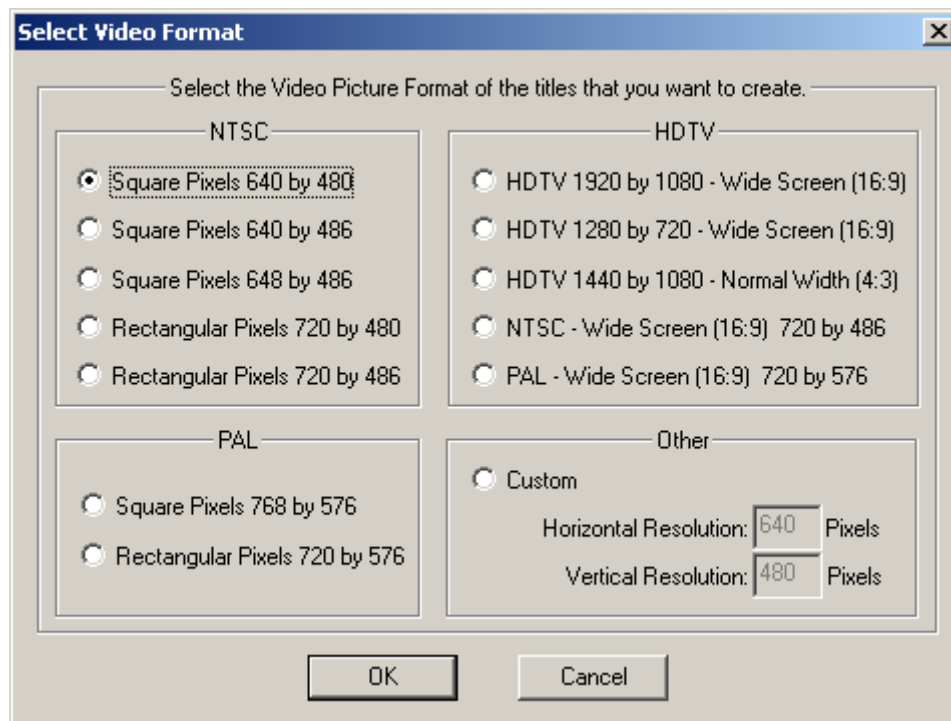 Select Video Format
Select the Video Picture Format of the titles that you want to create.
NTSC
Square Pixels 640 by 480
Square Pixels 640 by 486
Square Pixels 648 by 486
Rectangular Pixels 720 by 480
Rectangular Pixels 720 by 486
HDTV
HDTV 1920 by 1080 - Wide Screen (16:9)
HDTV 1280 by 720 - Wide Screen (16:9)
HDTV 1440 by 1080 - Normal Width (4:3)
NTSC - Wide Screen (16:9)  720 by 486
PAL - Wide Screen (16:9)  720 by 576
PAL
Square Pixels 768 by 576
Rectangular Pixels 720 by 576
Other
Custom
Horizontal Resolution: 640 Pixels
Vertical Resolution: 480 Pixels
OK Cancel